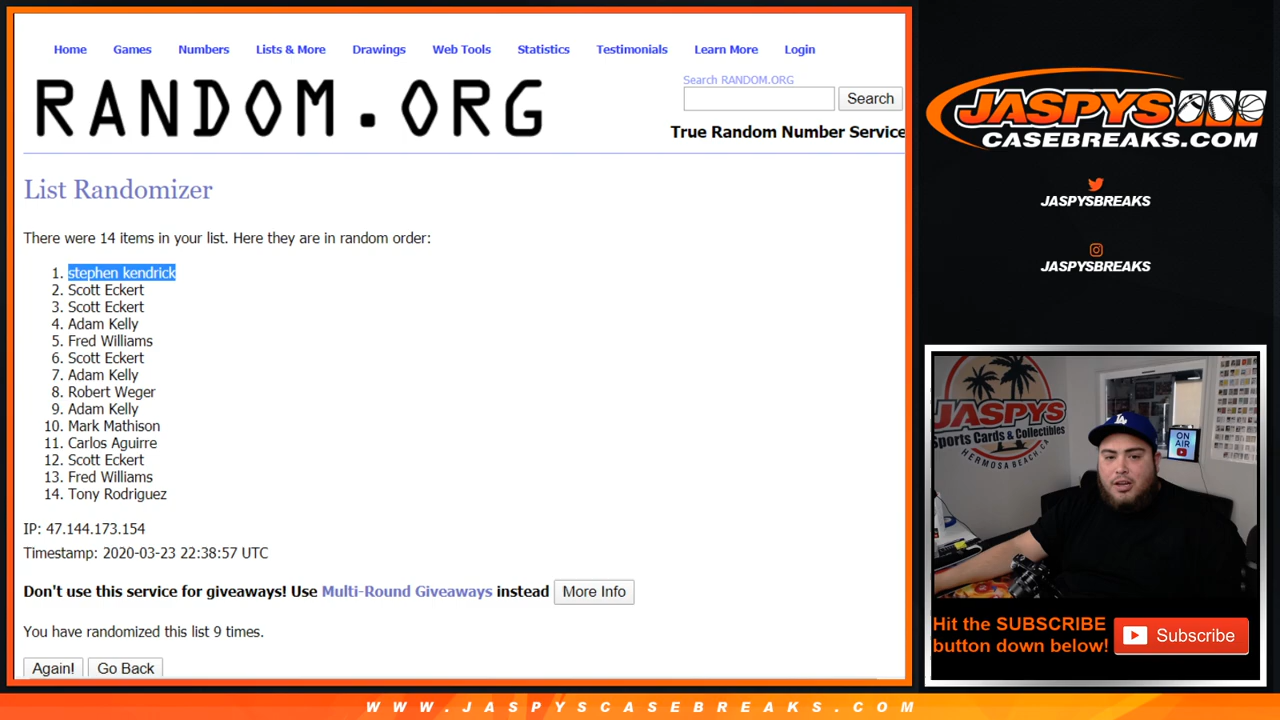 Home Games Numbers Lists & More Drawings Web Tools Statistics Testimonials Learn More Login
RANDOM.ORG
Search RANDOM.ORG
Search
True Random Number Service
List Randomizer
There were 14 items in your list. Here they are in random order:
1. stephen kendrick
2. Scott Eckert
3. Scott Eckert
4. Adam Kelly
5. Fred Williams
6. Scott Eckert
7. Adam Kelly
8. Robert Weger
9. Adam Kelly
10. Mark Mathison
11. Carlos Aguirre
12. Scott Eckert
13. Fred Williams
14. Tony Rodriguez
IP: 47.144.173.154
Timestamp: 2020-03-23 22:38:57 UTC
Don't use this service for giveaways! Use Multi-Round Giveaways instead More Info
You have randomized this list 9 times.
Again! Go Back
JASPYS
CASEBREAKS.COM
JASPYSBREAKS
JASPYSBREAKS
JASPYS
Sports Cards & Collectibles
HERMOSA BEACH, CA
LA
ON
AIR
Hit the SUBSCRIBE
button down below!
Subscribe
WWW.JASPYSCASEBREAKS.COM